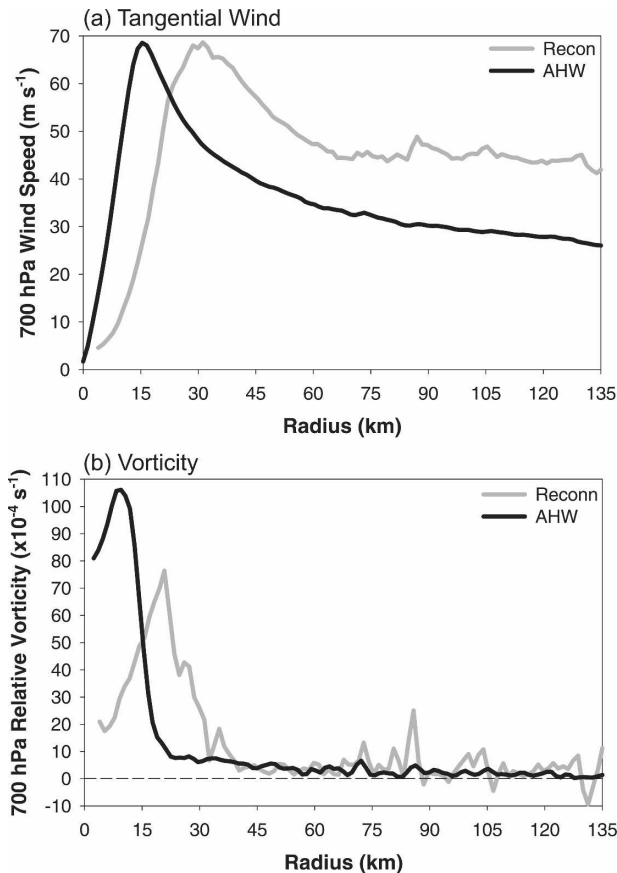 (a) Tangential Wind
70
60
50
40
30
20
10
0
700 hPa Wind Speed (m s⁻¹)
Recon
AHW
0 15 30 45 60 75 90 105 120 135
Radius (km)
(b) Vorticity
110
100
90
80
70
60
50
40
30
20
10
0
-10
700 hPa Relative Vorticity (x10⁻⁴ s⁻¹)
Reconn
AHW
0 15 30 45 60 75 90 105 120 135
Radius (km)